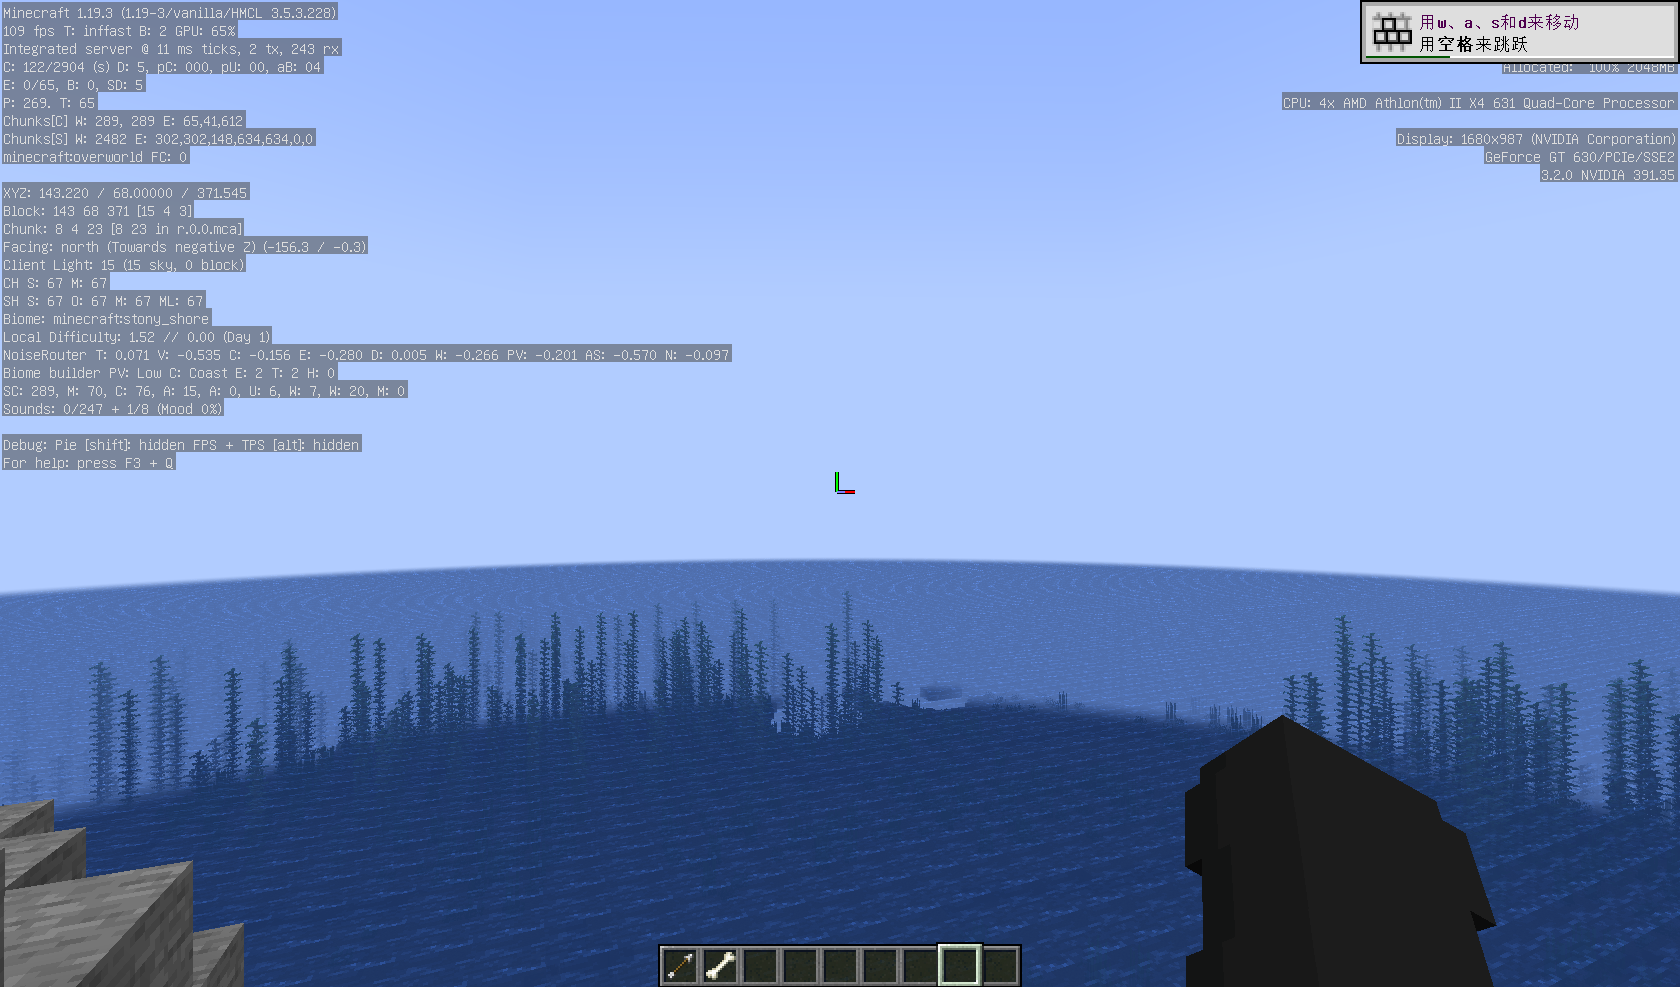 Minecraft 1.19.3 (1.19-3/vanilla/HMCL 3.5.3.228)
109 fps T: inffast B: 2 GPU: 65%
Integrated server @ 11 ms ticks, 2 tx, 243 rx
C: 122/2904 (s) D: 5, pC: 000, pU: 00, aB: 04
E: 0/65, B: 0, SD: 5
P: 269. T: 65
Chunks[C] W: 289, 289 E: 65,41,612
Chunks[S] W: 2482 E: 302,302,148,634,634,0,0
minecraft:overworld FC: 0
XYZ: 143.220 / 68.00000 / 371.545
Block: 143 68 371 [15 4 3]
Chunk: 8 4 23 [8 23 in r.0.0.mca]
Facing: north (Towards negative Z) (-156.3 / -0.3)
Client Light: 15 (15 sky, 0 block)
CH S: 67 M: 67
SH S: 67 O: 67 M: 67 ML: 67
Biome: minecraft:stony_shore
Local Difficulty: 1.52 // 0.00 (Day 1)
NoiseRouter T: 0.071 V: -0.535 C: -0.156 E: -0.280 D: 0.005 W: -0.266 PV: -0.201 AS: -0.570 N: -0.097
Biome builder PV: Low C: Coast E: 2 T: 2 H: 0
SC: 289, M: 70, C: 76, A: 15, A: 0, U: 6, W: 7, W: 20, M: 0
Sounds: 0/247 + 1/8 (Mood 0%)
Debug: Pie [shift]: hidden FPS + TPS [alt]: hidden
For help: press F3 + Q
用w、a、s和d来移动
用空格来跳跃
Allocated: 100% 2048MB
CPU: 4x AMD Athlon(tm) II X4 631 Quad-Core Processor
Display: 1680x987 (NVIDIA Corporation)
GeForce GT 630/PCIe/SSE2
3.2.0 NVIDIA 391.35